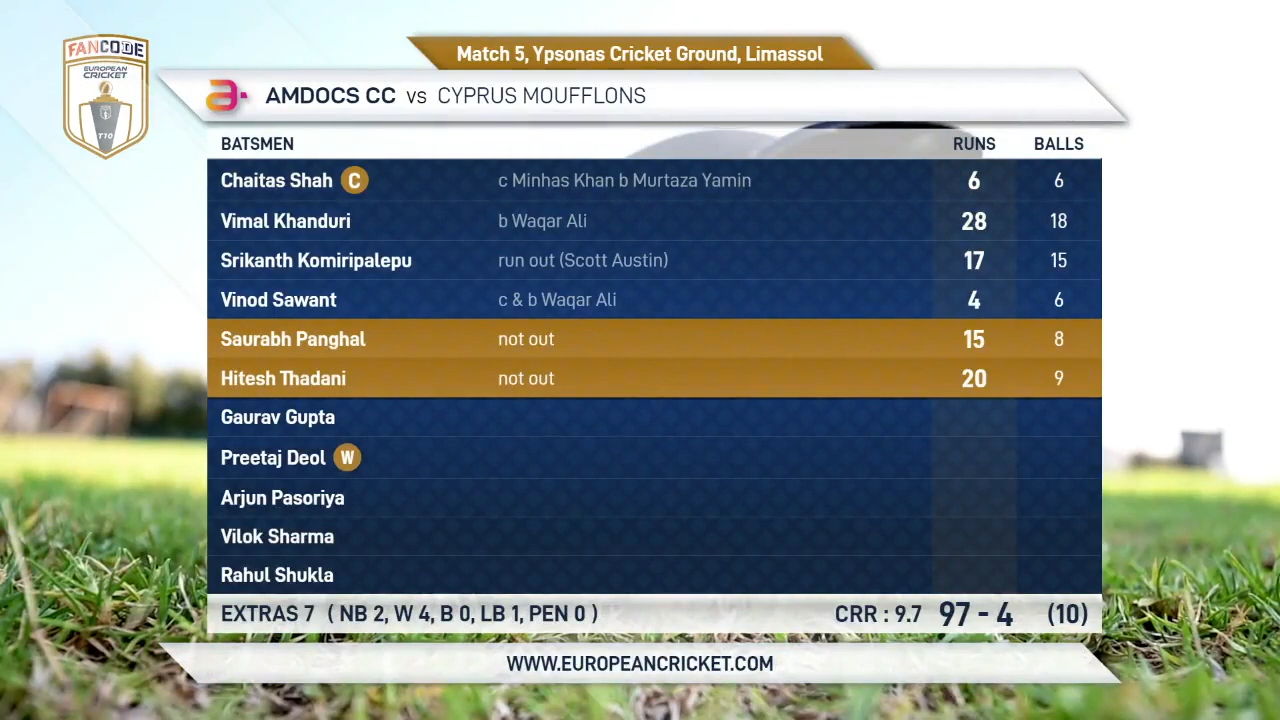 FANCODE
EUROPEAN
CRICKET
T10
Match 5, Ypsonas Cricket Ground, Limassol
a
AMDOCS CC vs CYPRUS MOUFFLONS
BATSMEN RUNS BALLS
Chaitas Shah C c Minhas Khan b Murtaza Yamin 6 6
Vimal Khanduri b Waqar Ali 28 18
Srikanth Komiripalepu run out (Scott Austin) 17 15
Vinod Sawant c & b Waqar Ali 4 6
Saurabh Panghal not out 15 8
Hitesh Thadani not out 20 9
Gaurav Gupta
Preetaj Deol W
Arjun Pasoriya
Vilok Sharma
Rahul Shukla
EXTRAS 7 ( NB 2, W 4, B 0, LB 1, PEN 0 ) CRR : 9.7 97 - 4 (10)
WWW.EUROPEANCRICKET.COM